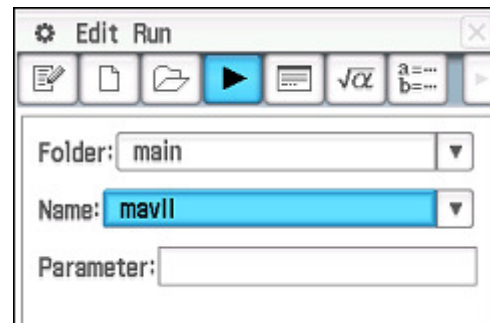 Edit Run
√α a=… b=…
Folder: main
Name: mavll
Parameter: